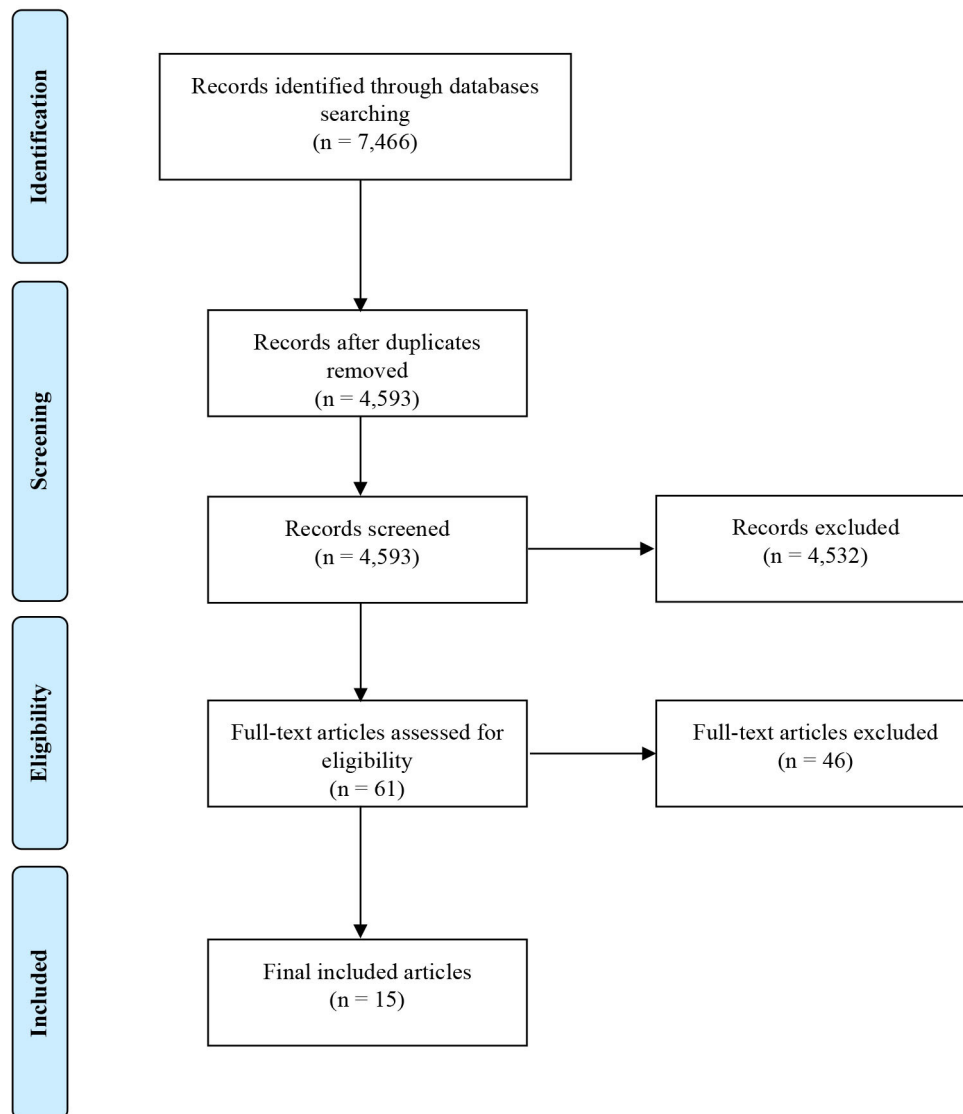 Identification
Records identified through databases
searching
(n = 7,466)
Screening
Records after duplicates
removed
(n = 4,593)
Records screened
(n = 4,593)
Records excluded
(n = 4,532)
Eligibility
Full-text articles assessed for
eligibility
(n = 61)
Full-text articles excluded
(n = 46)
Included
Final included articles
(n = 15)